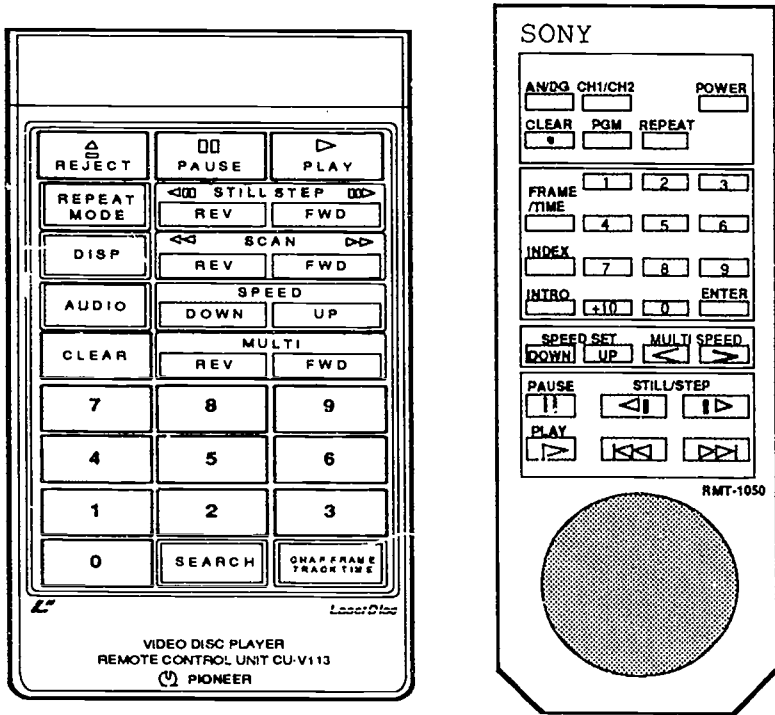 REJECT PAUSE PLAY
REPEAT MODE
STILL STEP
REV FWD
DISP
SCAN
REV FWD
AUDIO
SPEED
DOWN UP
CLEAR
MULTI
REV FWD
7 8 9
4 5 6
1 2 3
0 SEARCH CHAP FRAME
TRACK TIME
LaserDisc
VIDEO DISC PLAYER
REMOTE CONTROL UNIT CU-V113
PIONEER
SONY
AN/DG CH1/CH2 POWER
CLEAR PGM REPEAT
1 2 3
FRAME
/TIME
4 5 6
INDEX
7 8 9
INTRO +10 0 ENTER
SPEED SET MULTI SPEED
DOWN UP
PAUSE STILL/STEP
PLAY
RMT-1050